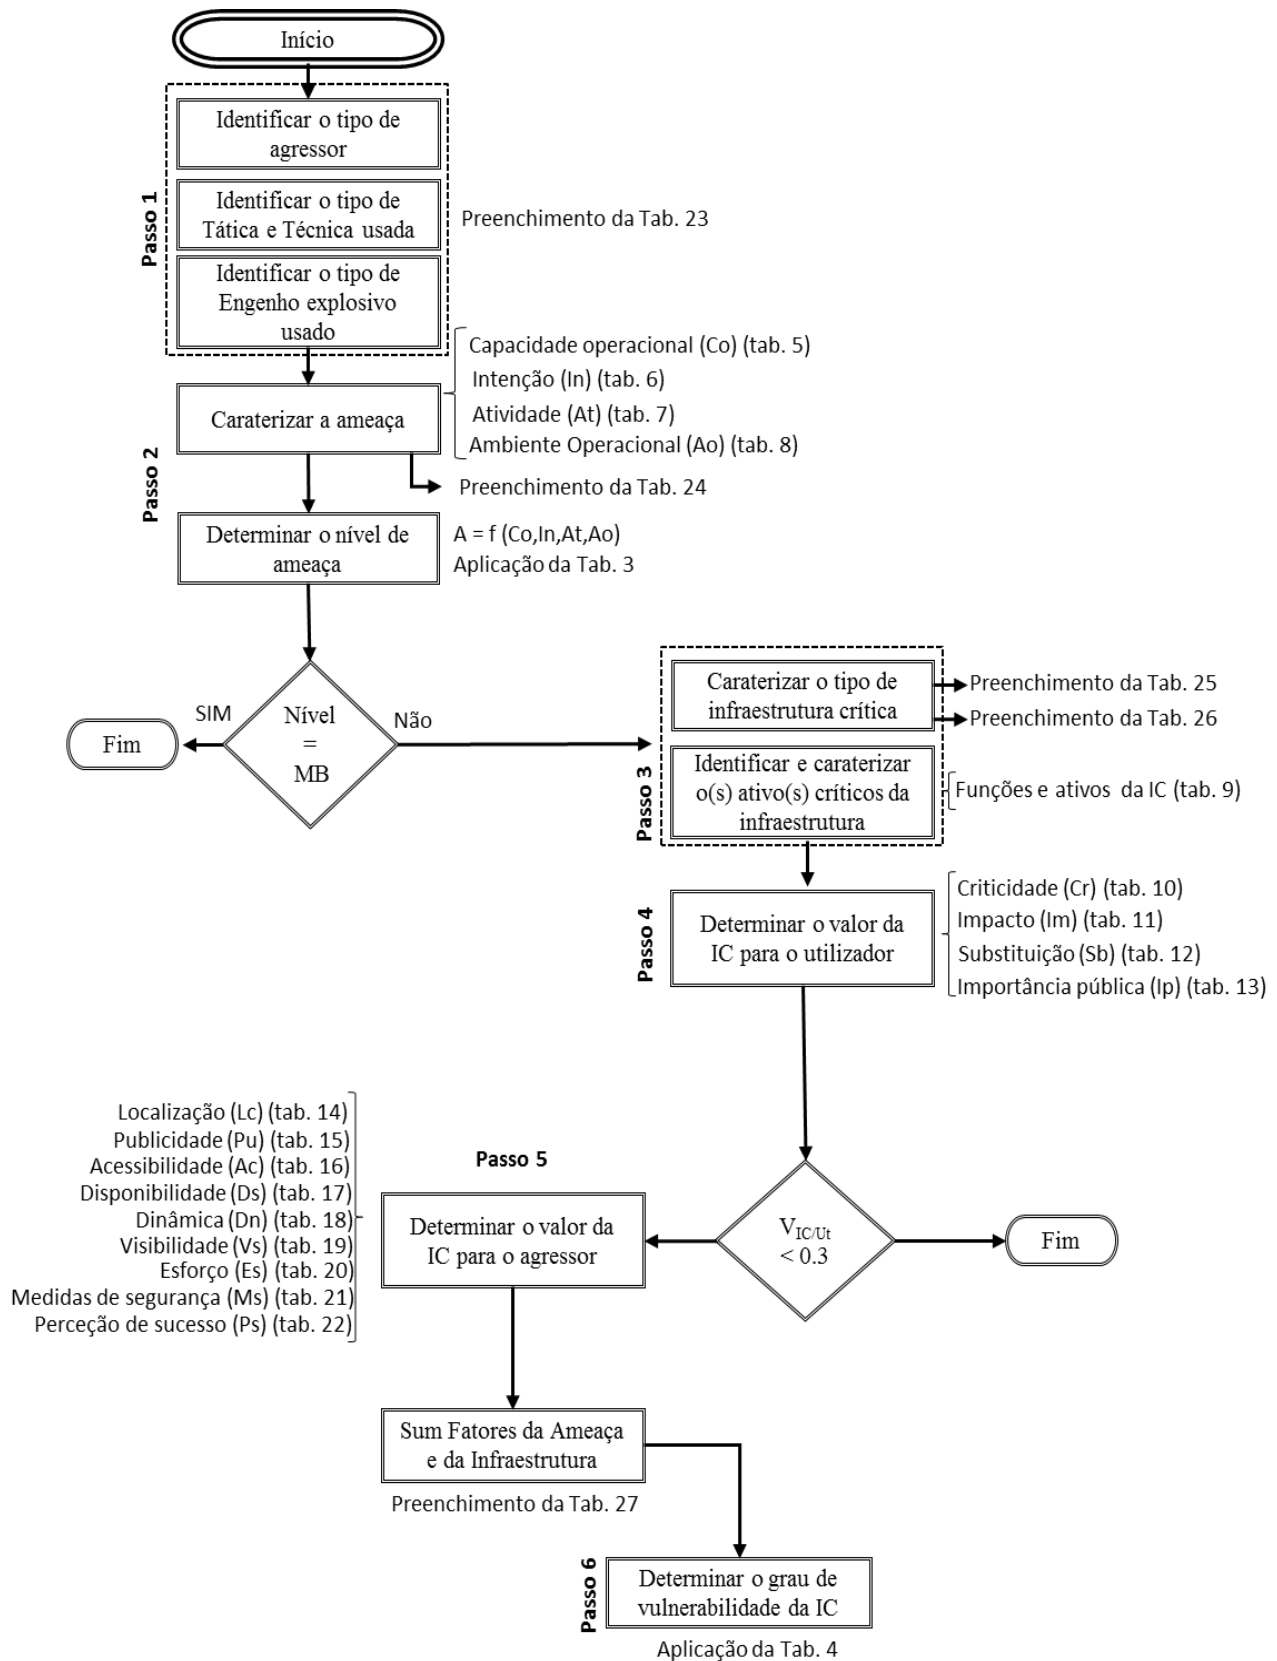 Início
Passo 1
Identificar o tipo de
agressor
Identificar o tipo de
Tática e Técnica usada
Preenchimento da Tab. 23
Identificar o tipo de
Engenho explosivo
usado
Passo 2
Caraterizar a ameaça
Capacidade operacional (Co) (tab. 5)
Intenção (In) (tab. 6)
Atividade (At) (tab. 7)
Ambiente Operacional (Ao) (tab. 8)
Preenchimento da Tab. 24
Determinar o nível de
ameaça
A = f (Co,In,At,Ao)
Aplicação da Tab. 3
Nível
=
MB
SIM
Fim
Não
Passo 3
Caraterizar o tipo de
infraestrutura crítica
Preenchimento da Tab. 25
Preenchimento da Tab. 26
Identificar e caraterizar
o(s) ativo(s) críticos da
infraestrutura
Funções e ativos da IC (tab. 9)
Passo 4
Determinar o valor da
IC para o utilizador
Criticidade (Cr) (tab. 10)
Impacto (Im) (tab. 11)
Substituição (Sb) (tab. 12)
Importância pública (Ip) (tab. 13)
V IC/Ut
< 0.3
Fim
Passo 5
Determinar o valor da
IC para o agressor
Localização (Lc) (tab. 14)
Publicidade (Pu) (tab. 15)
Acessibilidade (Ac) (tab. 16)
Disponibilidade (Ds) (tab. 17)
Dinâmica (Dn) (tab. 18)
Visibilidade (Vs) (tab. 19)
Esforço (Es) (tab. 20)
Medidas de segurança (Ms) (tab. 21)
Perceção de sucesso (Ps) (tab. 22)
Sum Fatores da Ameaça
e da Infraestrutura
Preenchimento da Tab. 27
Passo 6
Determinar o grau de
vulnerabilidade da IC
Aplicação da Tab. 4